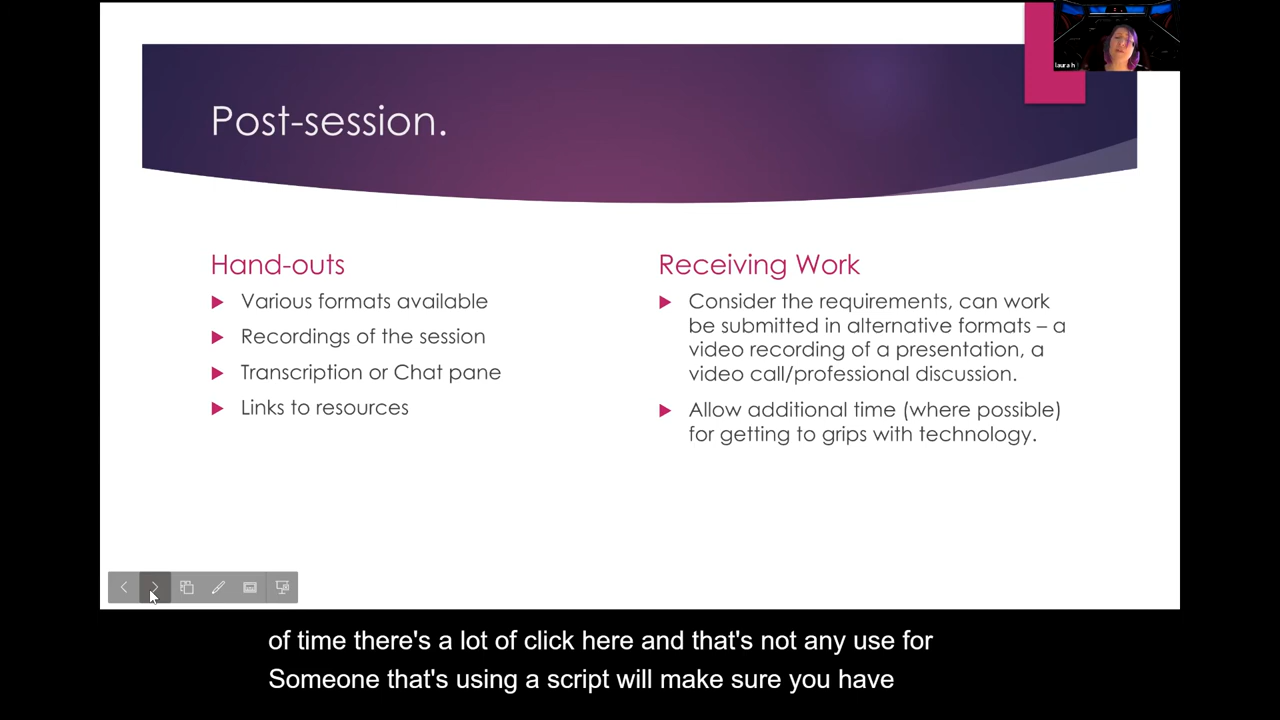 laura h
Post-session.
Hand-outs
Various formats available
Recordings of the session
Transcription or Chat pane
Links to resources
Receiving Work
Consider the requirements, can work
be submitted in alternative formats – a
video recording of a presentation, a
video call/professional discussion.
Allow additional time (where possible)
for getting to grips with technology.
of time there's a lot of click here and that's not any use for
Someone that's using a script will make sure you have